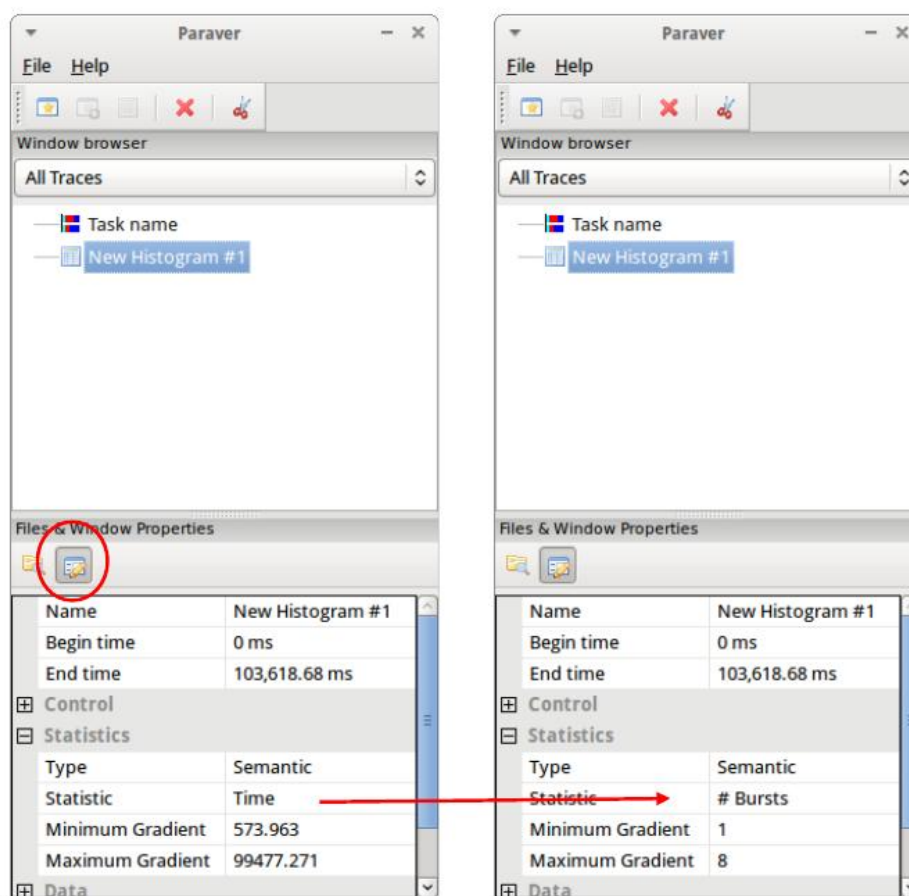 Paraver
File Help
Window browser
All Traces
Task name
New Histogram #1
Files & Window Properties
Name New Histogram #1
Begin time 0 ms
End time 103,618.68 ms
Control
Statistics
Type Semantic
Statistic Time
Minimum Gradient 573.963
Maximum Gradient 99477.271
Data
Paraver
File Help
Window browser
All Traces
Task name
New Histogram #1
Files & Window Properties
Name New Histogram #1
Begin time 0 ms
End time 103,618.68 ms
Control
Statistics
Type Semantic
Statistic # Bursts
Minimum Gradient 1
Maximum Gradient 8
Data